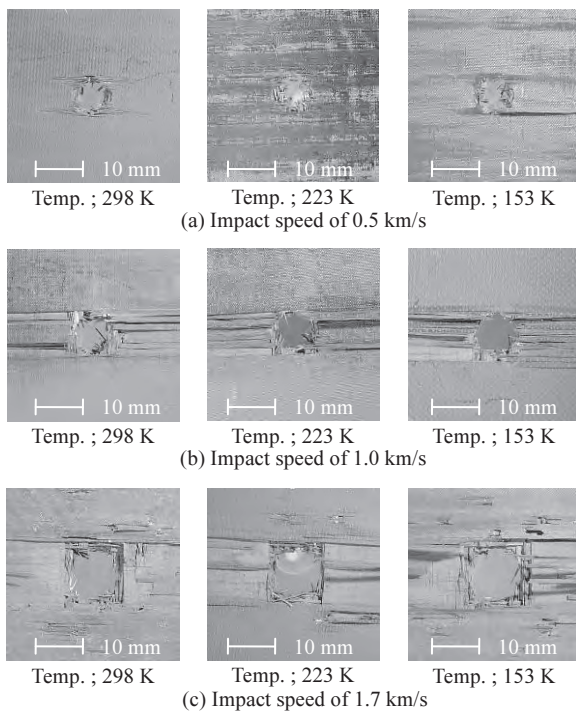 10 mm 10 mm 10 mm
Temp. ; 298 K Temp. ; 223 K Temp. ; 153 K
(a) Impact speed of 0.5 km/s
10 mm 10 mm 10 mm
Temp. ; 298 K Temp. ; 223 K Temp. ; 153 K
(b) Impact speed of 1.0 km/s
10 mm 10 mm 10 mm
Temp. ; 298 K Temp. ; 223 K Temp. ; 153 K
(c) Impact speed of 1.7 km/s